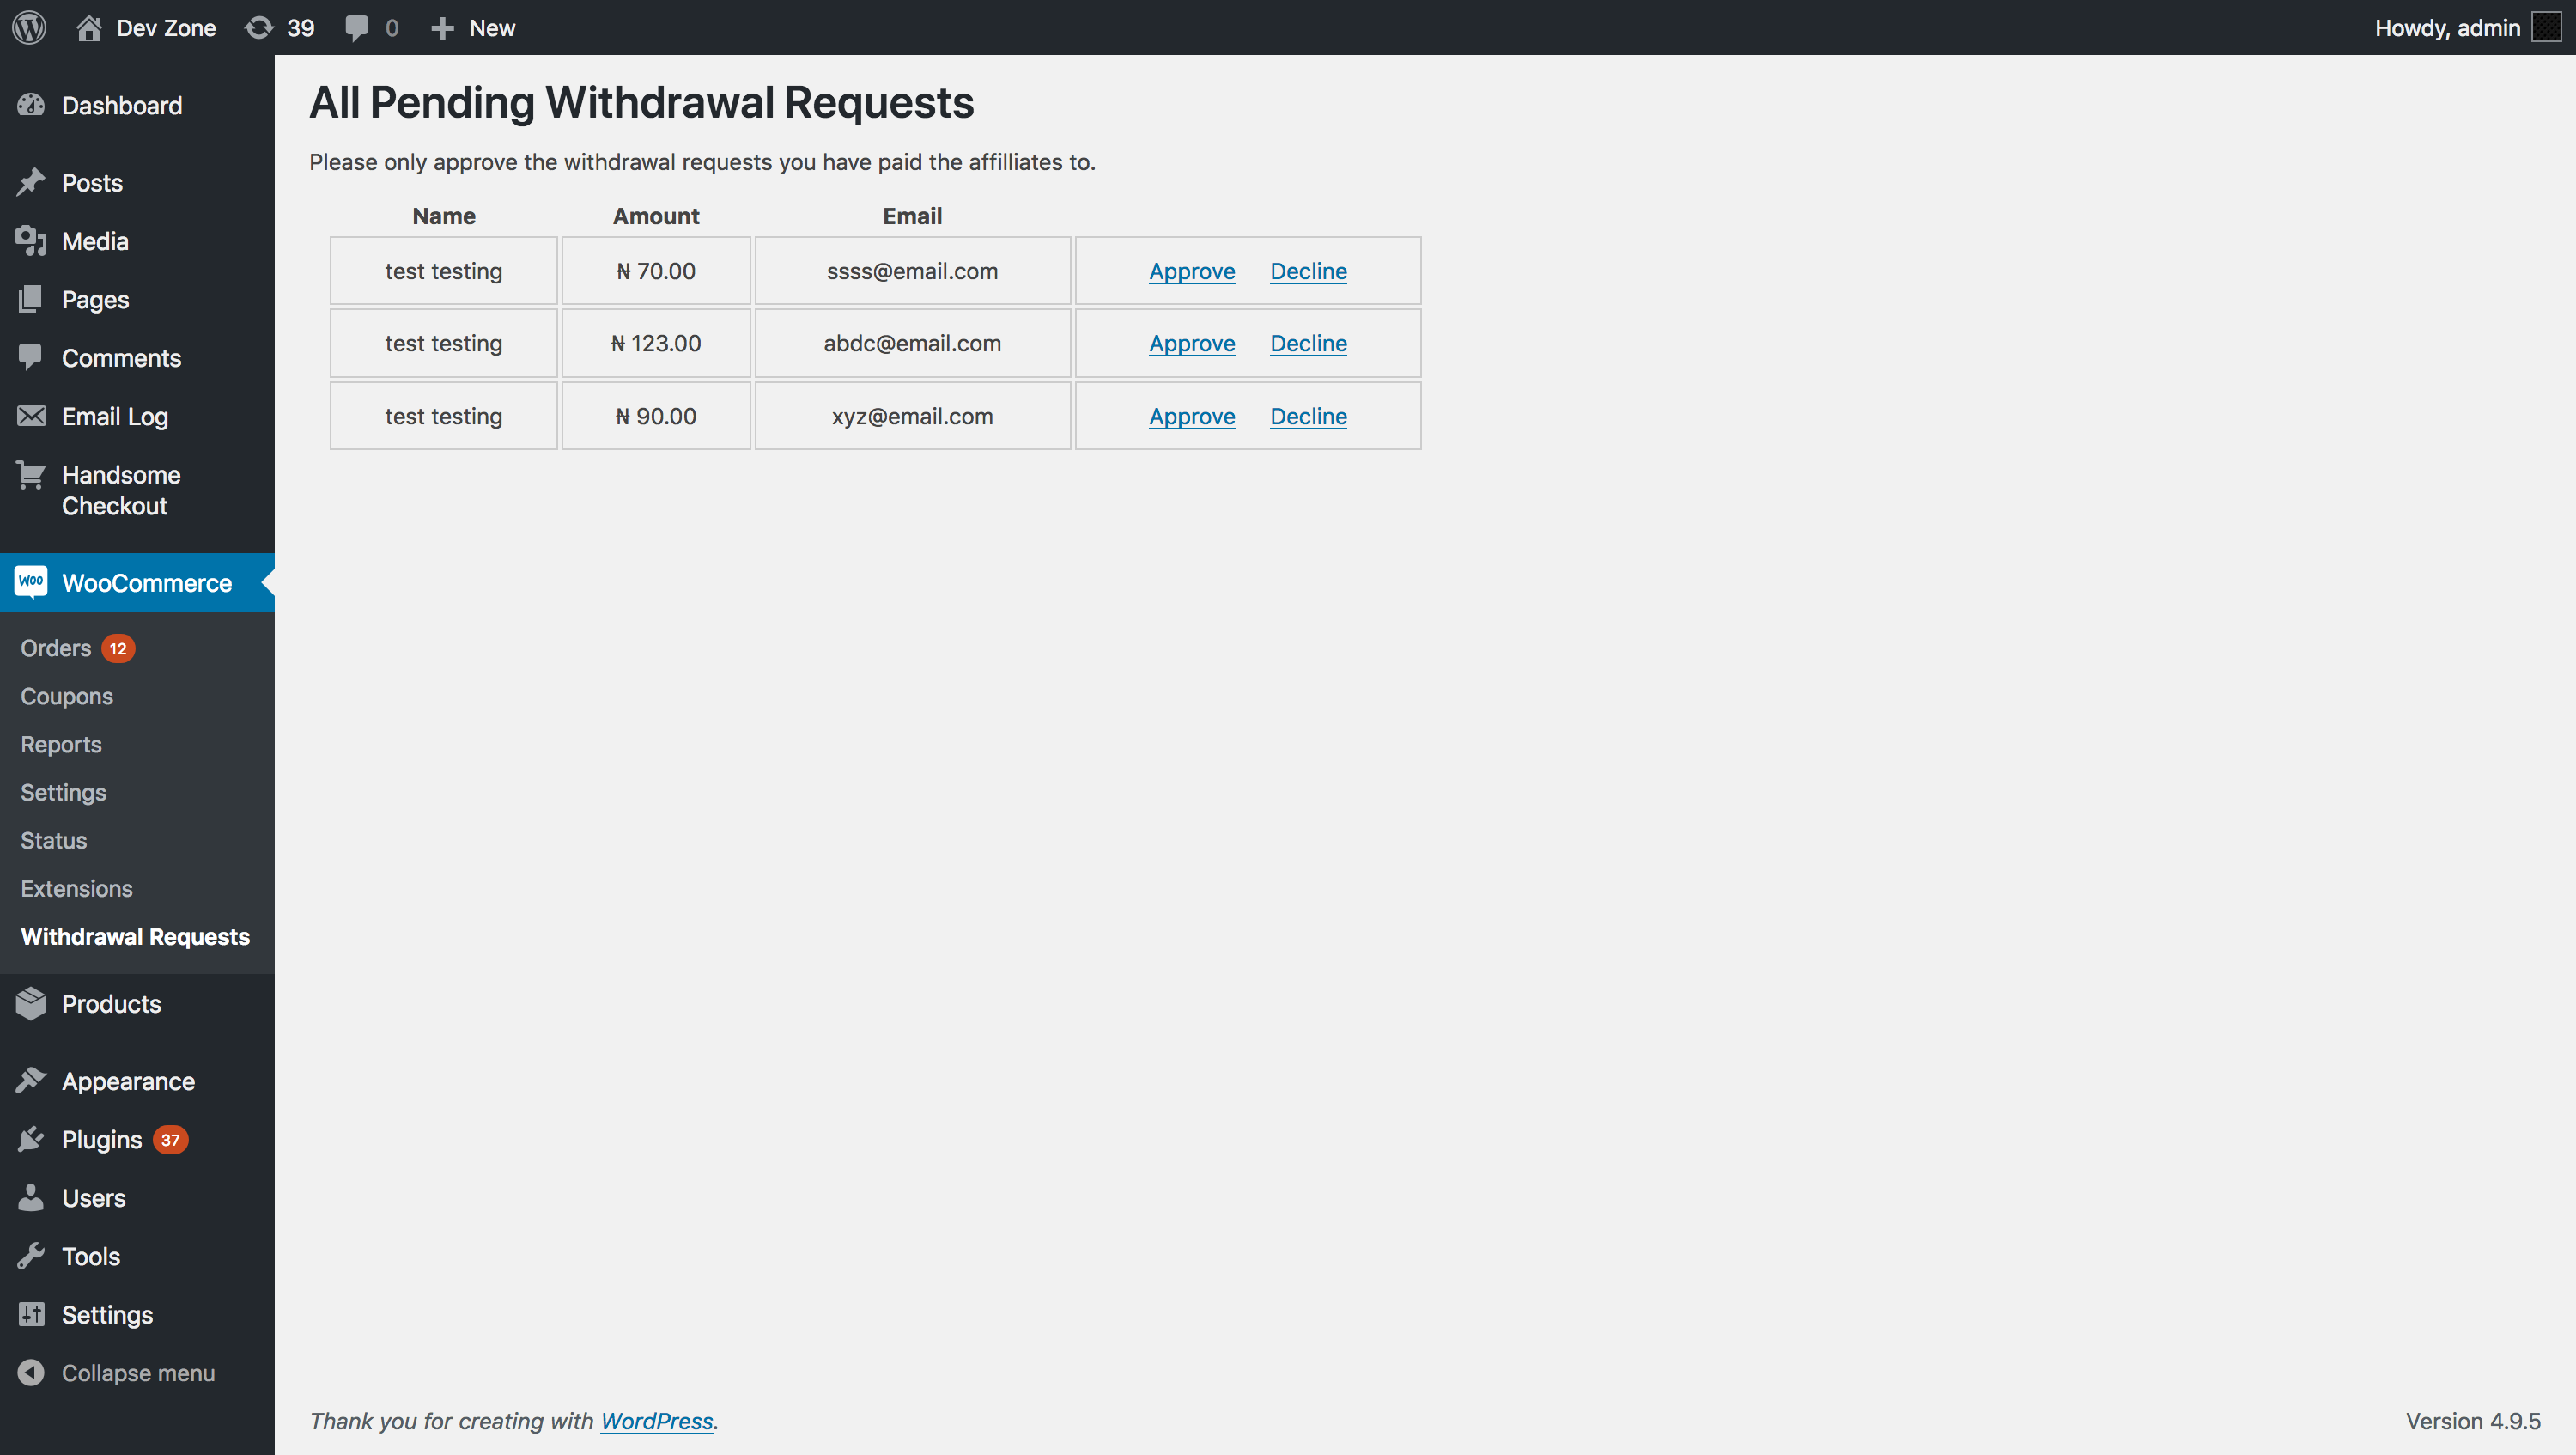 Dev Zone 39 0 New Howdy, admin
Dashboard
Posts
Media
Pages
Comments
Email Log
Handsome
Checkout
Woo WooCommerce
Orders 12
Coupons
Reports
Settings
Status
Extensions
Withdrawal Requests
Products
Appearance
Plugins 37
Users
Tools
Settings
Collapse menu
All Pending Withdrawal Requests
Please only approve the withdrawal requests you have paid the affilliates to.
Name Amount Email
test testing ₦ 70.00 ssss@email.com Approve Decline
test testing ₦ 123.00 abdc@email.com Approve Decline
test testing ₦ 90.00 xyz@email.com Approve Decline
Thank you for creating with WordPress. Version 4.9.5